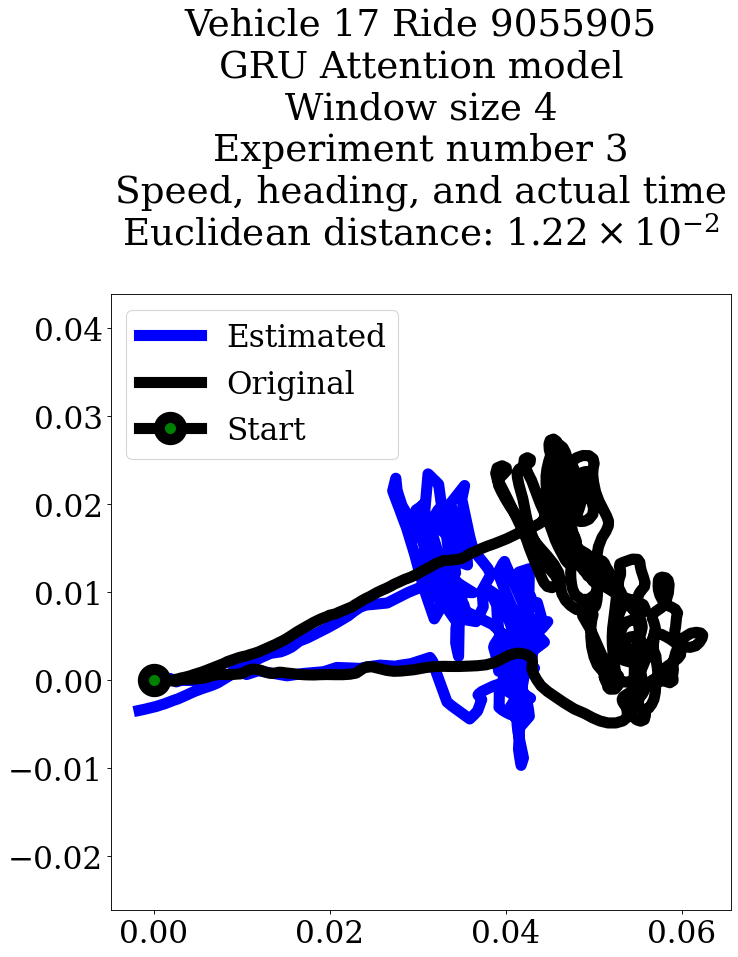 Vehicle 17 Ride 9055905
GRU Attention model
Window size 4
Experiment number 3
Speed, heading, and actual time
Euclidean distance: 1.22 × 10⁻²
Estimated
Original
Start
0.04
0.03
0.02
0.01
0.00
−0.01
−0.02
0.00 0.02 0.04 0.06